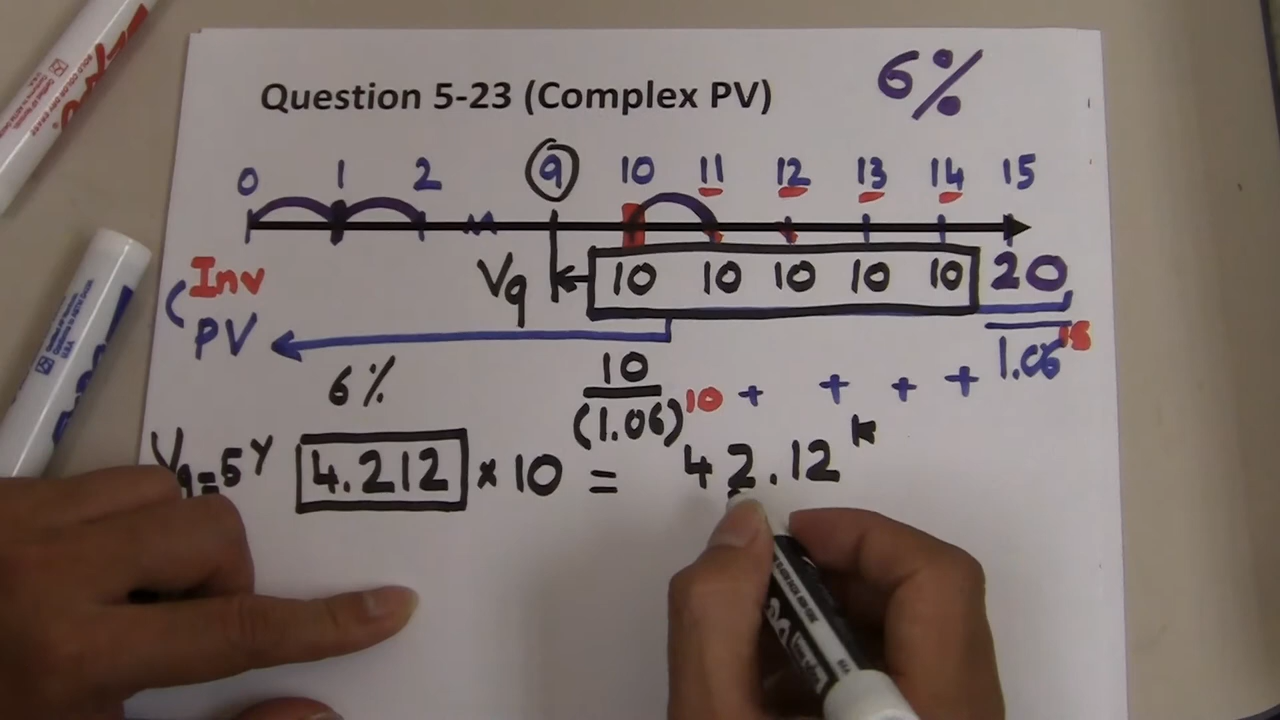 6%
Question 5-23 (Complex PV)
0 1 2 9 10 11 12 13 14 15
Inv V9 10 10 10 10 10 20
PV
1.06 15
6% 10
(1.06) 10 + + + +
V9=5Y 4.212 × 10 = 42.12 k